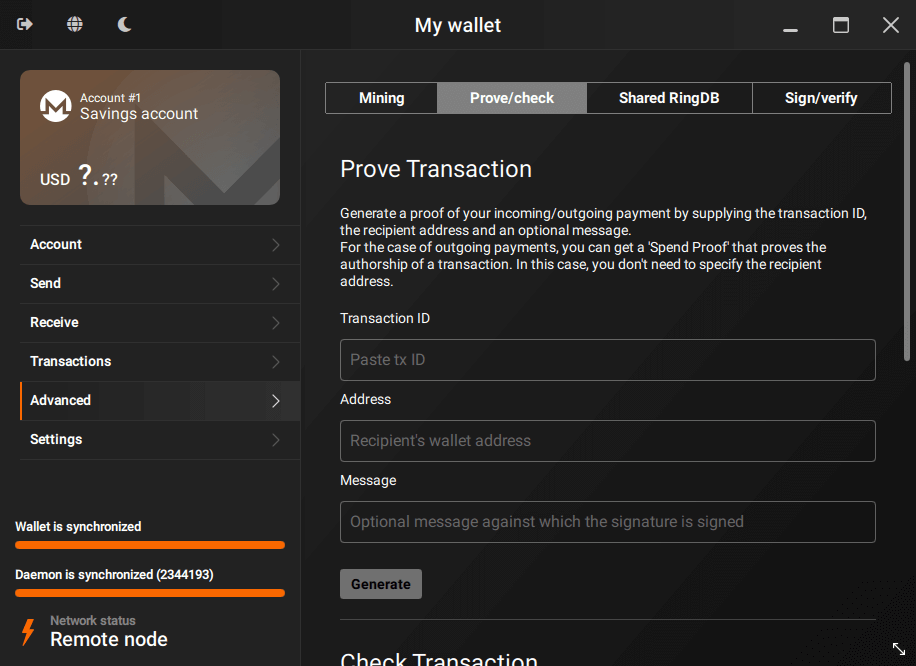 My wallet
Account #1
Savings account
USD ?.??
Account
Send
Receive
Transactions
Advanced
Settings
Wallet is synchronized
Daemon is synchronized (2344193)
Network status
Remote node
Mining
Prove/check
Shared RingDB
Sign/verify
Prove Transaction
Generate a proof of your incoming/outgoing payment by supplying the transaction ID,
the recipient address and an optional message.
For the case of outgoing payments, you can get a 'Spend Proof' that proves the
authorship of a transaction. In this case, you don't need to specify the recipient
address.
Transaction ID
Paste tx ID
Address
Recipient's wallet address
Message
Optional message against which the signature is signed
Generate
Check Transaction